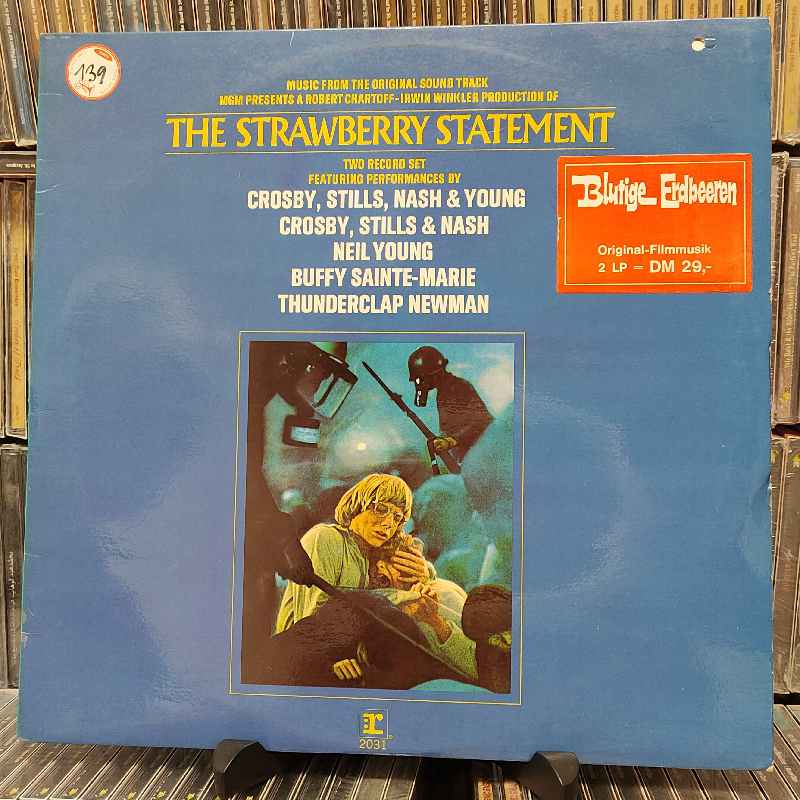 139
MUSIC FROM THE ORIGINAL SOUND TRACK
MGM PRESENTS A ROBERT CHARTOFF-IRWIN WINKLER PRODUCTION OF
THE STRAWBERRY STATEMENT
TWO RECORD SET
FEATURING PERFORMANCES BY
CROSBY, STILLS, NASH & YOUNG
CROSBY, STILLS & NASH
NEIL YOUNG
BUFFY SAINTE-MARIE
THUNDERCLAP NEWMAN
Blutige Erdbeeren
Original-Filmmusik
2 LP = DM 29,-
r
2031